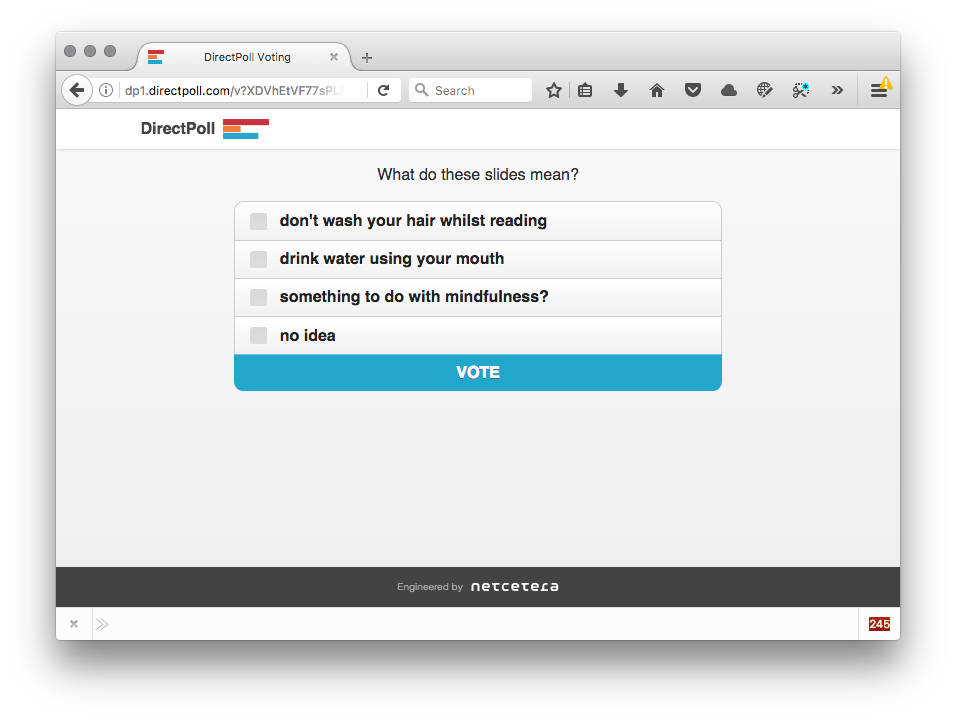 DirectPoll Voting
dp1.directpoll.com/v?XDVhEtVF77sPL
Search
DirectPoll
What do these slides mean?
don't wash your hair whilst reading
drink water using your mouth
something to do with mindfulness?
no idea
VOTE
Engineered by netcetera
245